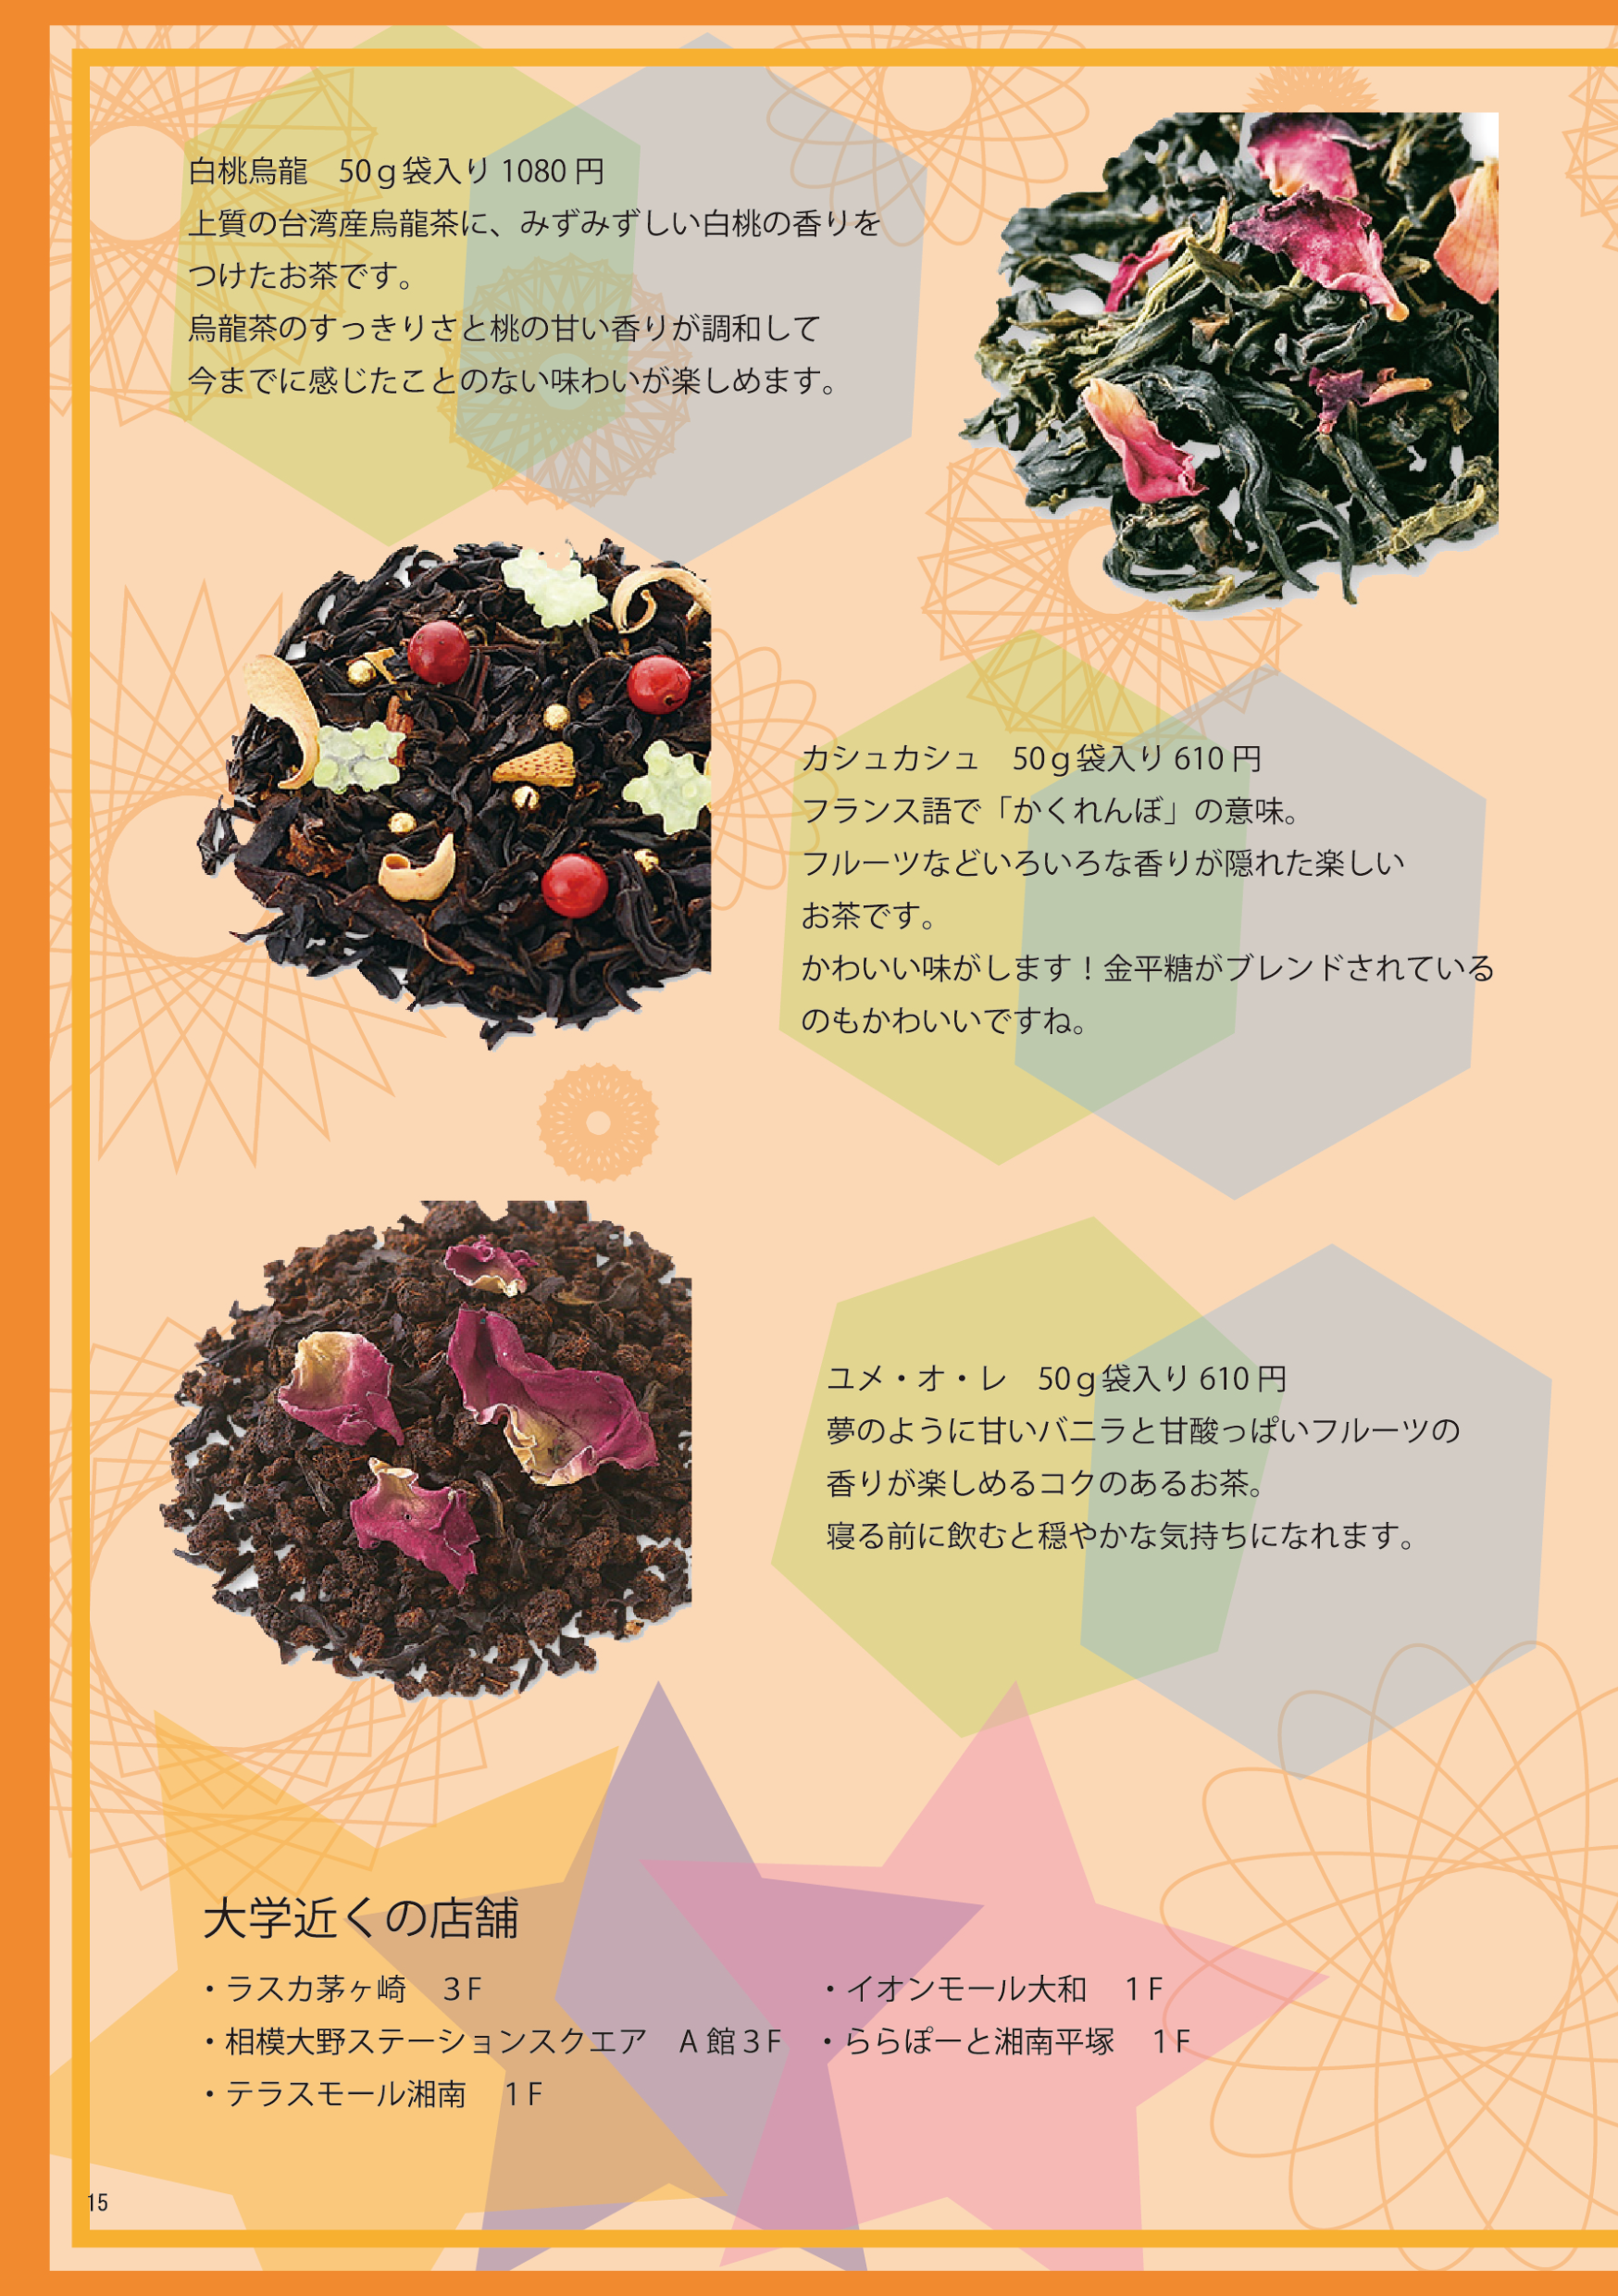 白桃烏龍　50ｇ袋入り 1080 円
上質の台湾産烏龍茶に、みずみずしい白桃の香りを
つけたお茶です。
烏龍茶のすっきりさと桃の甘い香りが調和して
今までに感じたことのない味わいが楽しめます。
カシュカシュ　50ｇ袋入り 610 円
フランス語で「かくれんぼ」の意味。
フルーツなどいろいろな香りが隠れた楽しい
お茶です。
かわいい味がします！金平糖がブレンドされている
のもかわいいですね。
ユメ・オ・レ　50ｇ袋入り 610 円
夢のように甘いバニラと甘酸っぱいフルーツの
香りが楽しめるコクのあるお茶。
寝る前に飲むと穏やかな気持ちになれます。
大学近くの店舗
・ラスカ茅ヶ崎　３F
・相模大野ステーションスクエア　A 館３F
・テラスモール湘南　１F
・イオンモール大和　１F
・ららぽーと湘南平塚　１F
15